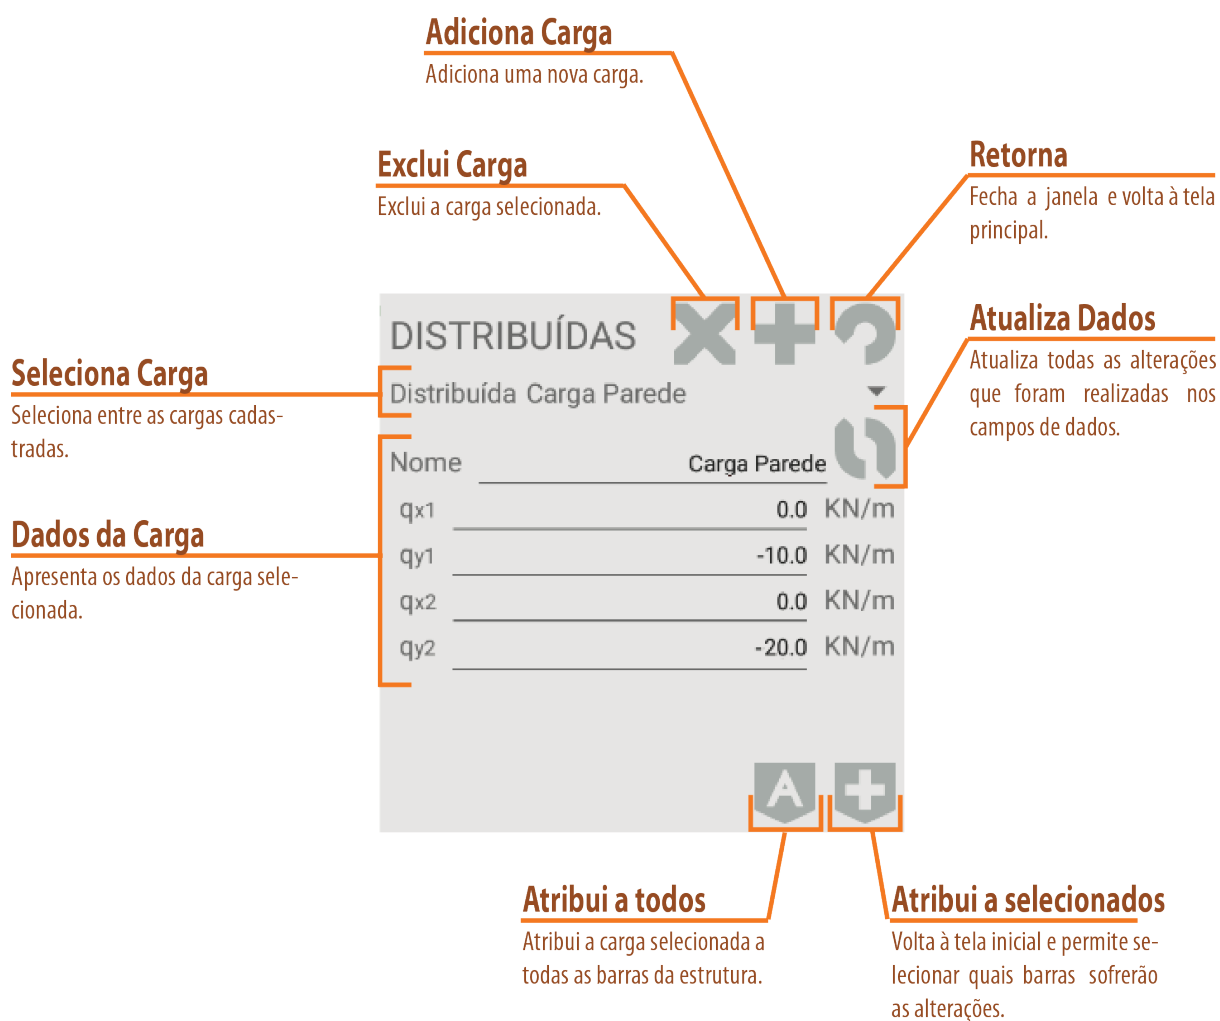 Adiciona Carga
Adiciona uma nova carga.
Exclui Carga
Exclui a carga selecionada.
Retorna
Fecha a janela e volta à tela
principal.
Atualiza Dados
Atualiza todas as alterações
que foram realizadas nos
campos de dados.
Seleciona Carga
Seleciona entre as cargas cadas-
tradas.
Dados da Carga
Apresenta os dados da carga sele-
cionada.
DISTRIBUÍDAS
Distribuída Carga Parede
Nome Carga Parede
qx1 0.0 KN/m
qy1 -10.0 KN/m
qx2 0.0 KN/m
qy2 -20.0 KN/m
A
Atribui a todos
Atribui a carga selecionada a
todas as barras da estrutura.
Atribui a selecionados
Volta à tela inicial e permite se-
lecionar quais barras sofrerão
as alterações.